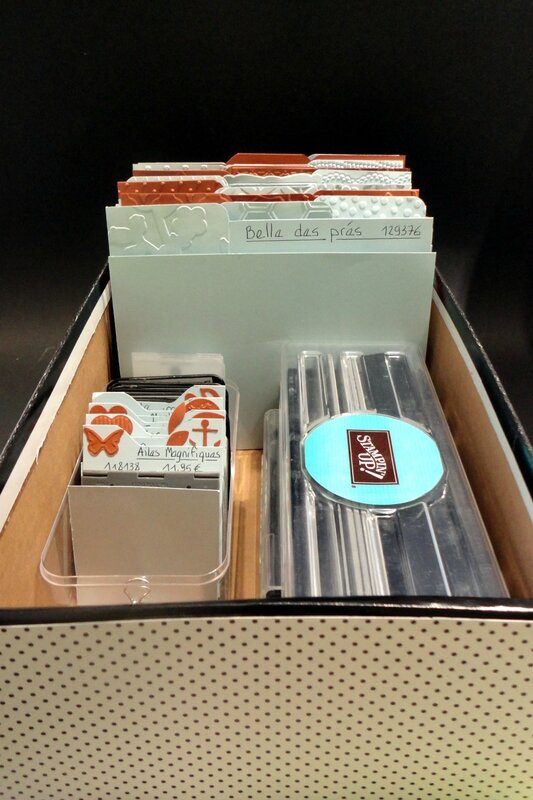 Bella das prás 129376
Ailas Magnifiquas
118138 11.95 €
STAMPIN' UP!